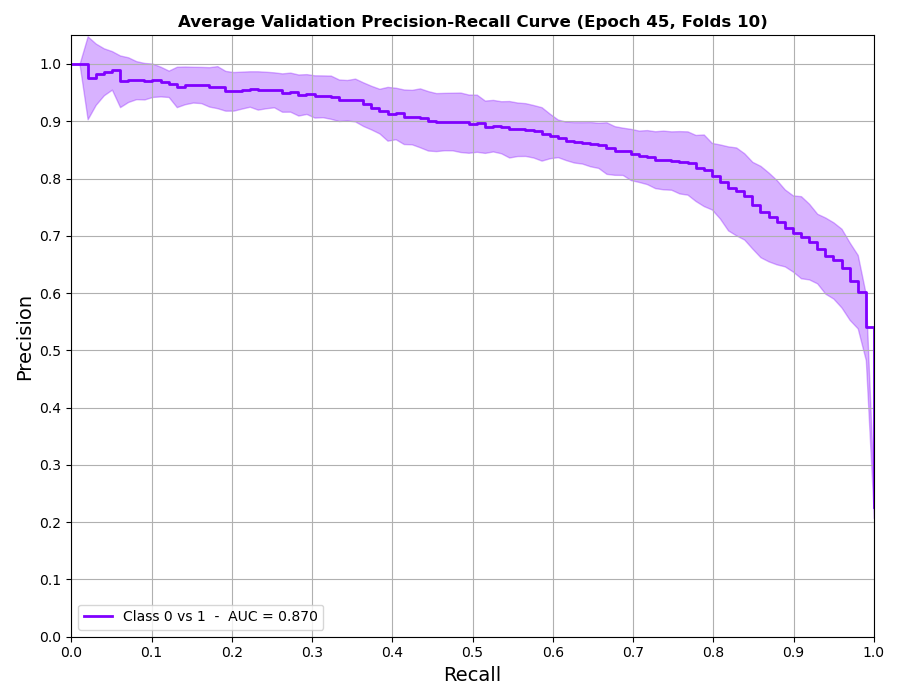 Average Validation Precision-Recall Curve (Epoch 45, Folds 10)
1.0
0.9
0.8
0.7
0.6
0.5
0.4
0.3
0.2
0.1
0.0
Precision
Class 0 vs 1 - AUC = 0.870
0.0 0.1 0.2 0.3 0.4 0.5 0.6 0.7 0.8 0.9 1.0
Recall